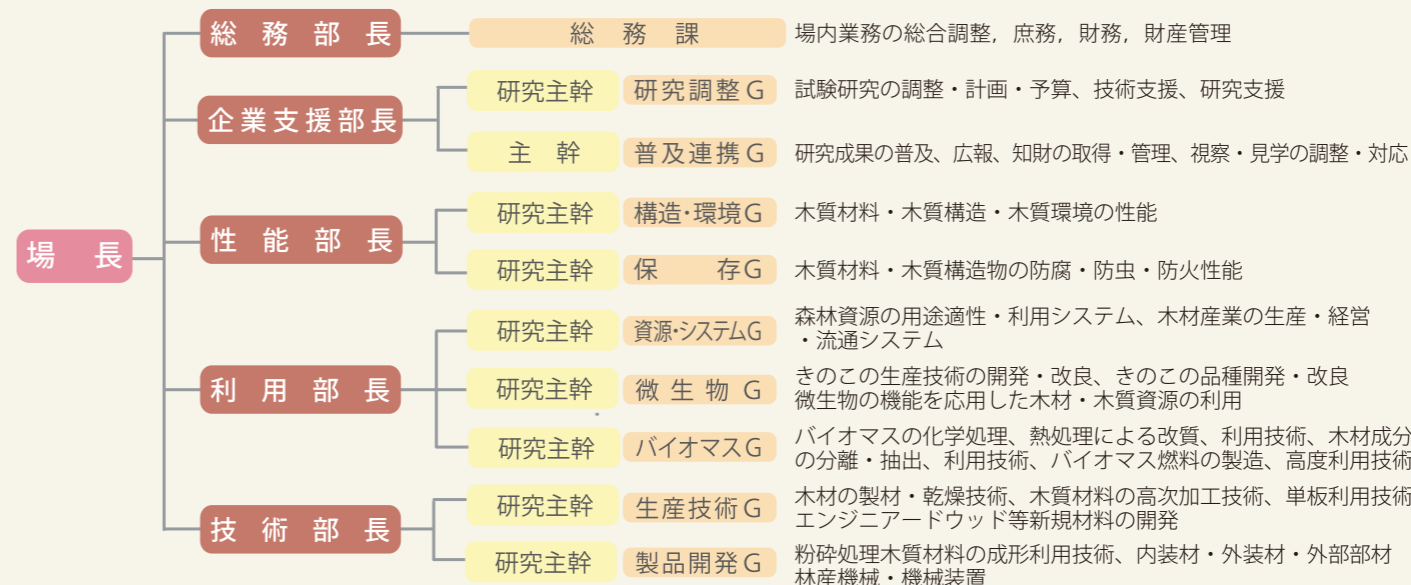 場長
総務部長
総務課
場内業務の総合調整，庶務，財務，財産管理
企業支援部長
研究主幹
研究調整G
試験研究の調整・計画・予算、技術支援、研究支援
主幹
普及連携G
研究成果の普及、広報、知財の取得・管理、視察・見学の調整・対応
性能部長
研究主幹
構造・環境G
木質材料・木質構造・木質環境の性能
研究主幹
保存G
木質材料・木質構造物の防腐・防虫・防火性能
利用部長
研究主幹
資源・システムG
森林資源の用途適性・利用システム、木材産業の生産・経営
・流通システム
研究主幹
微生物G
きのこの生産技術の開発・改良、きのこの品種開発・改良
微生物の機能を応用した木材・木質資源の利用
研究主幹
バイオマスG
バイオマスの化学処理、熱処理による改質、利用技術、木材成分
の分離・抽出、利用技術、バイオマス燃料の製造、高度利用技術
技術部長
研究主幹
生産技術G
木材の製材・乾燥技術、木質材料の高次加工技術、単板利用技術
エンジニアードウッド等新規材料の開発
研究主幹
製品開発G
粉砕処理木質材料の成形利用技術、内装材・外装材・外部部材
林産機械・機械装置